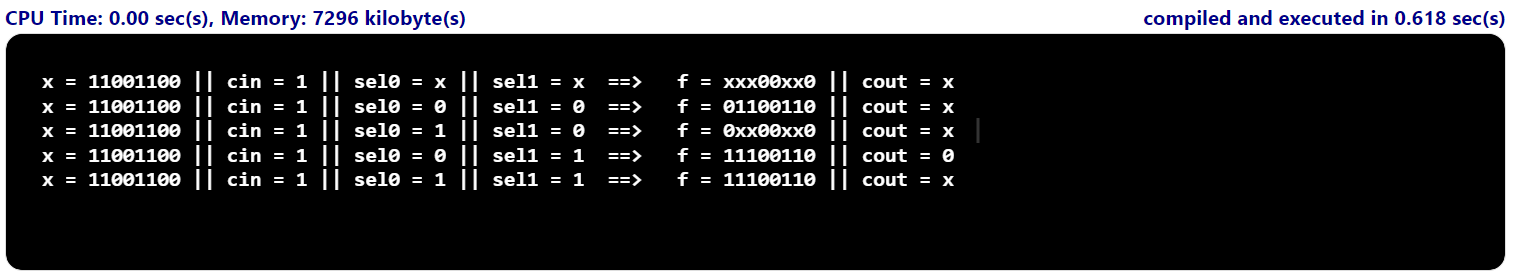 CPU Time: 0.00 sec(s), Memory: 7296 kilobyte(s) compiled and executed in 0.618 sec(s)
x = 11001100 || cin = 1 || sel0 = x || sel1 = x ==> f = xxx00xx0 || cout = x
x = 11001100 || cin = 1 || sel0 = 0 || sel1 = 0 ==> f = 01100110 || cout = x
x = 11001100 || cin = 1 || sel0 = 1 || sel1 = 0 ==> f = 0xx00xx0 || cout = x
x = 11001100 || cin = 1 || sel0 = 0 || sel1 = 1 ==> f = 11100110 || cout = 0
x = 11001100 || cin = 1 || sel0 = 1 || sel1 = 1 ==> f = 11100110 || cout = x